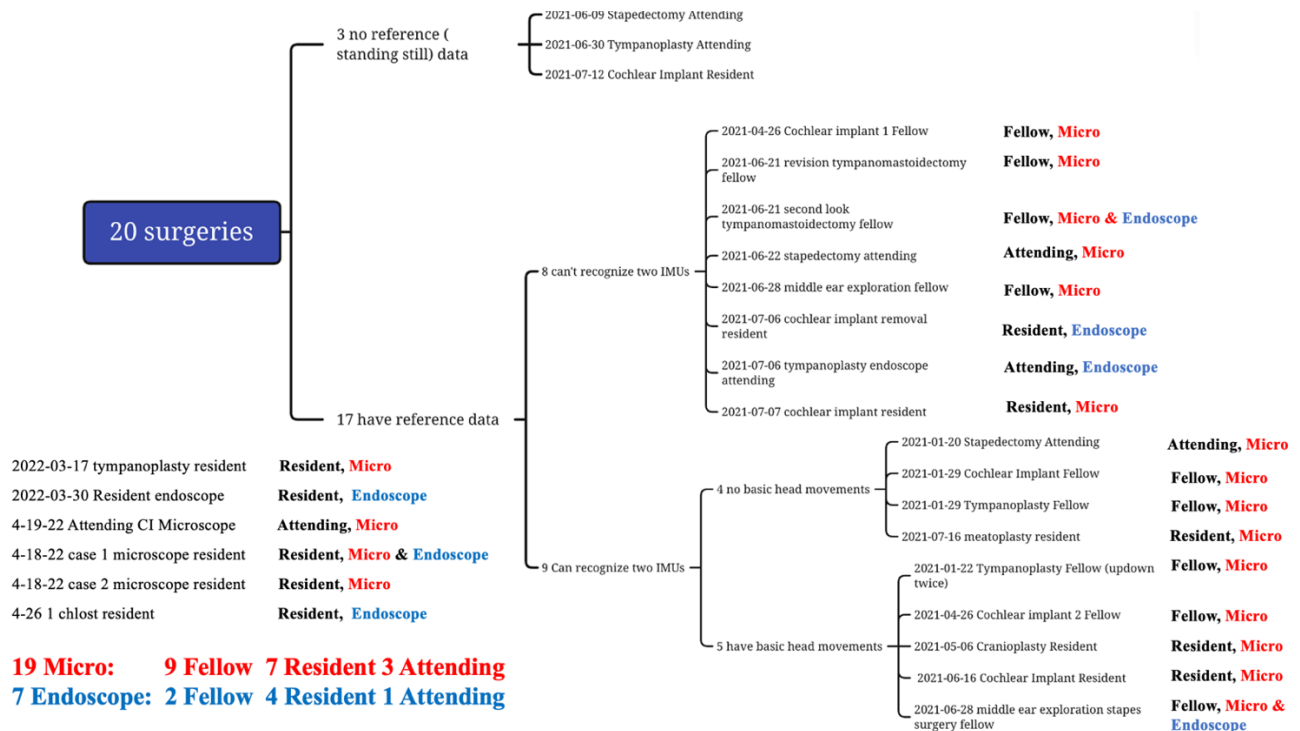 20 surgeries
3 no reference (
standing still) data
2021-06-09 Stapedectomy Attending
2021-06-30 Tympanoplasty Attending
2021-07-12 Cochlear Implant Resident
17 have reference data
8 can't recognize two IMUs
2021-04-26 Cochlear implant 1 Fellow
Fellow, Micro
2021-06-21 revision tympanomastoidectomy
fellow
Fellow, Micro
2021-06-21 second look
tympanomastoidectomy fellow
Fellow, Micro & Endoscope
2021-06-22 stapedectomy attending
Attending, Micro
2021-06-28 middle ear exploration fellow
Fellow, Micro
2021-07-06 cochlear implant removal
resident
Resident, Endoscope
2021-07-06 tympanoplasty endoscope
attending
Attending, Endoscope
2021-07-07 cochlear implant resident
Resident, Micro
9 Can recognize two IMUs
4 no basic head movements
2021-01-20 Stapedectomy Attending
Attending, Micro
2021-01-29 Cochlear Implant Fellow
Fellow, Micro
2021-01-29 Tympanoplasty Fellow
Fellow, Micro
2021-07-16 meatoplasty resident
Resident, Micro
5 have basic head movements
2021-01-22 Tympanoplasty Fellow (updown
twice)
Fellow, Micro
2021-04-26 Cochlear implant 2 Fellow
Fellow, Micro
2021-05-06 Cranioplasty Resident
Resident, Micro
2021-06-16 Cochlear Implant Resident
Resident, Micro
2021-06-28 middle ear exploration stapes
surgery fellow
Fellow, Micro &
Endoscope
2022-03-17 tympanoplasty resident
Resident, Micro
2022-03-30 Resident endoscope
Resident, Endoscope
4-19-22 Attending CI Microscope
Attending, Micro
4-18-22 case 1 microscope resident
Resident, Micro & Endoscope
4-18-22 case 2 microscope resident
Resident, Micro
4-26 1 chlost resident
Resident, Endoscope
19 Micro: 9 Fellow 7 Resident 3 Attending
7 Endoscope: 2 Fellow 4 Resident 1 Attending